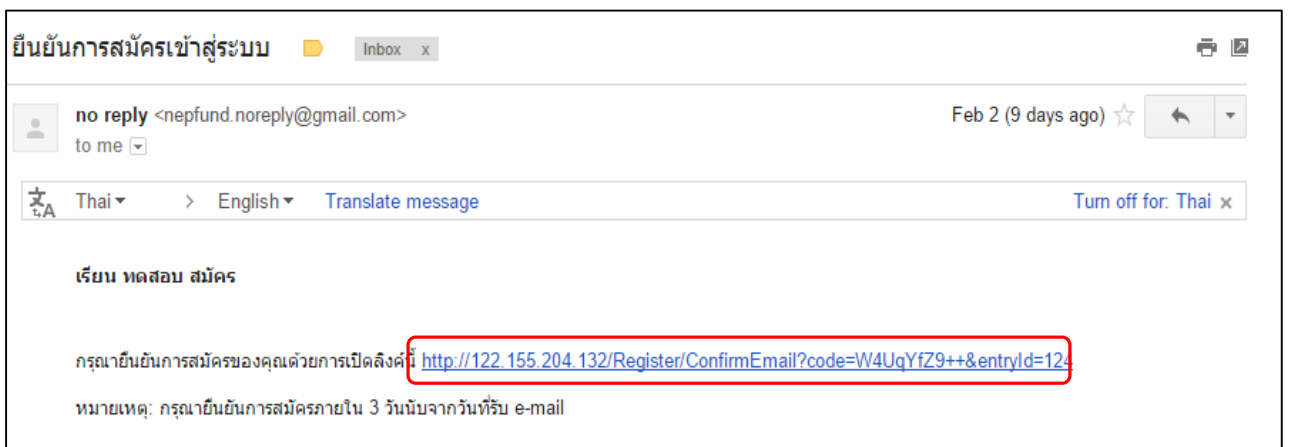 ยืนยันการสมัครเข้าสู่ระบบ Inbox x
no reply <nepfund.noreply@gmail.com> Feb 2 (9 days ago)
to me
Thai > English Translate message Turn off for: Thai x
เรียน ทดสอบ สมัคร
กรุณายืนยันการสมัครของคุณด้วยการเปิดลิงค์นี้ http://122.155.204.132/Register/ConfirmEmail?code=W4UqYfZ9++&entryId=124
หมายเหตุ: กรุณายืนยันการสมัครภายใน 3 วันนับจากวันที่รับ e-mail